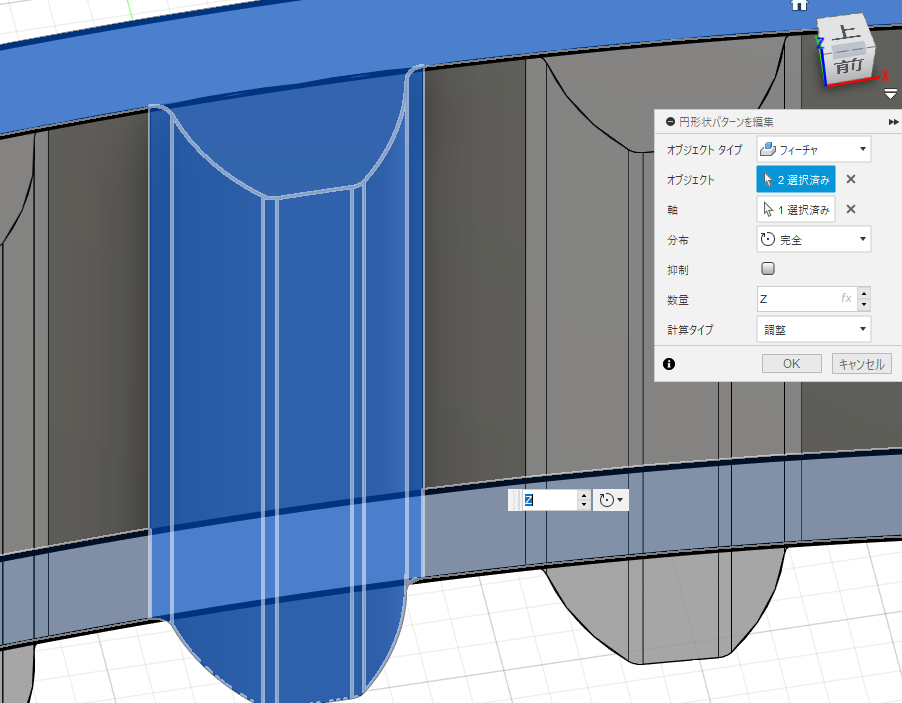 上
前
Z
X
円形状パターンを編集
オブジェクト タイプ フィーチャ
オブジェクト 2 選択済み
軸 1 選択済み
分布 完全
抑制
数量 Z fx
計算タイプ 調整
OK キャンセル
Z